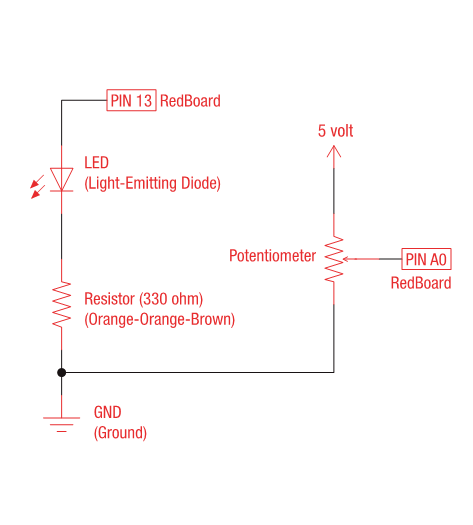 PIN 13 RedBoard
5 volt
LED
(Light-Emitting Diode)
Potentiometer
PIN A0
RedBoard
Resistor (330 ohm)
(Orange-Orange-Brown)
GND
(Ground)